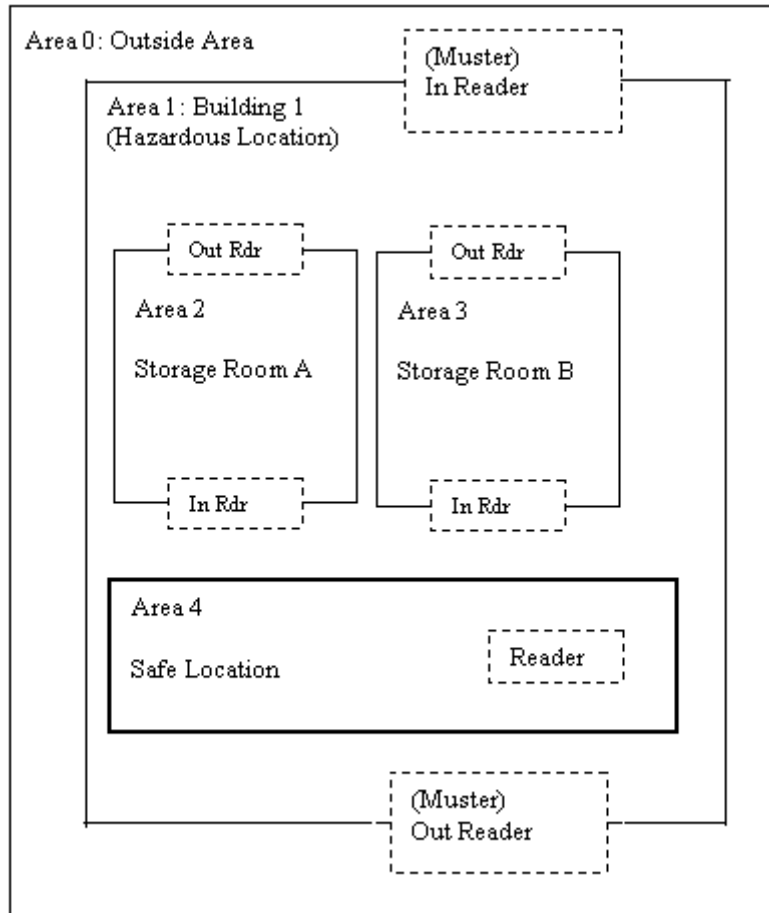 Area 0: Outside Area
(Muster)
In Reader
Area 1: Building 1
(Hazardous Location)
Out Rdr
Area 2
Storage Room A
In Rdr
Out Rdr
Area 3
Storage Room B
In Rdr
Area 4
Safe Location
Reader
(Muster)
Out Reader